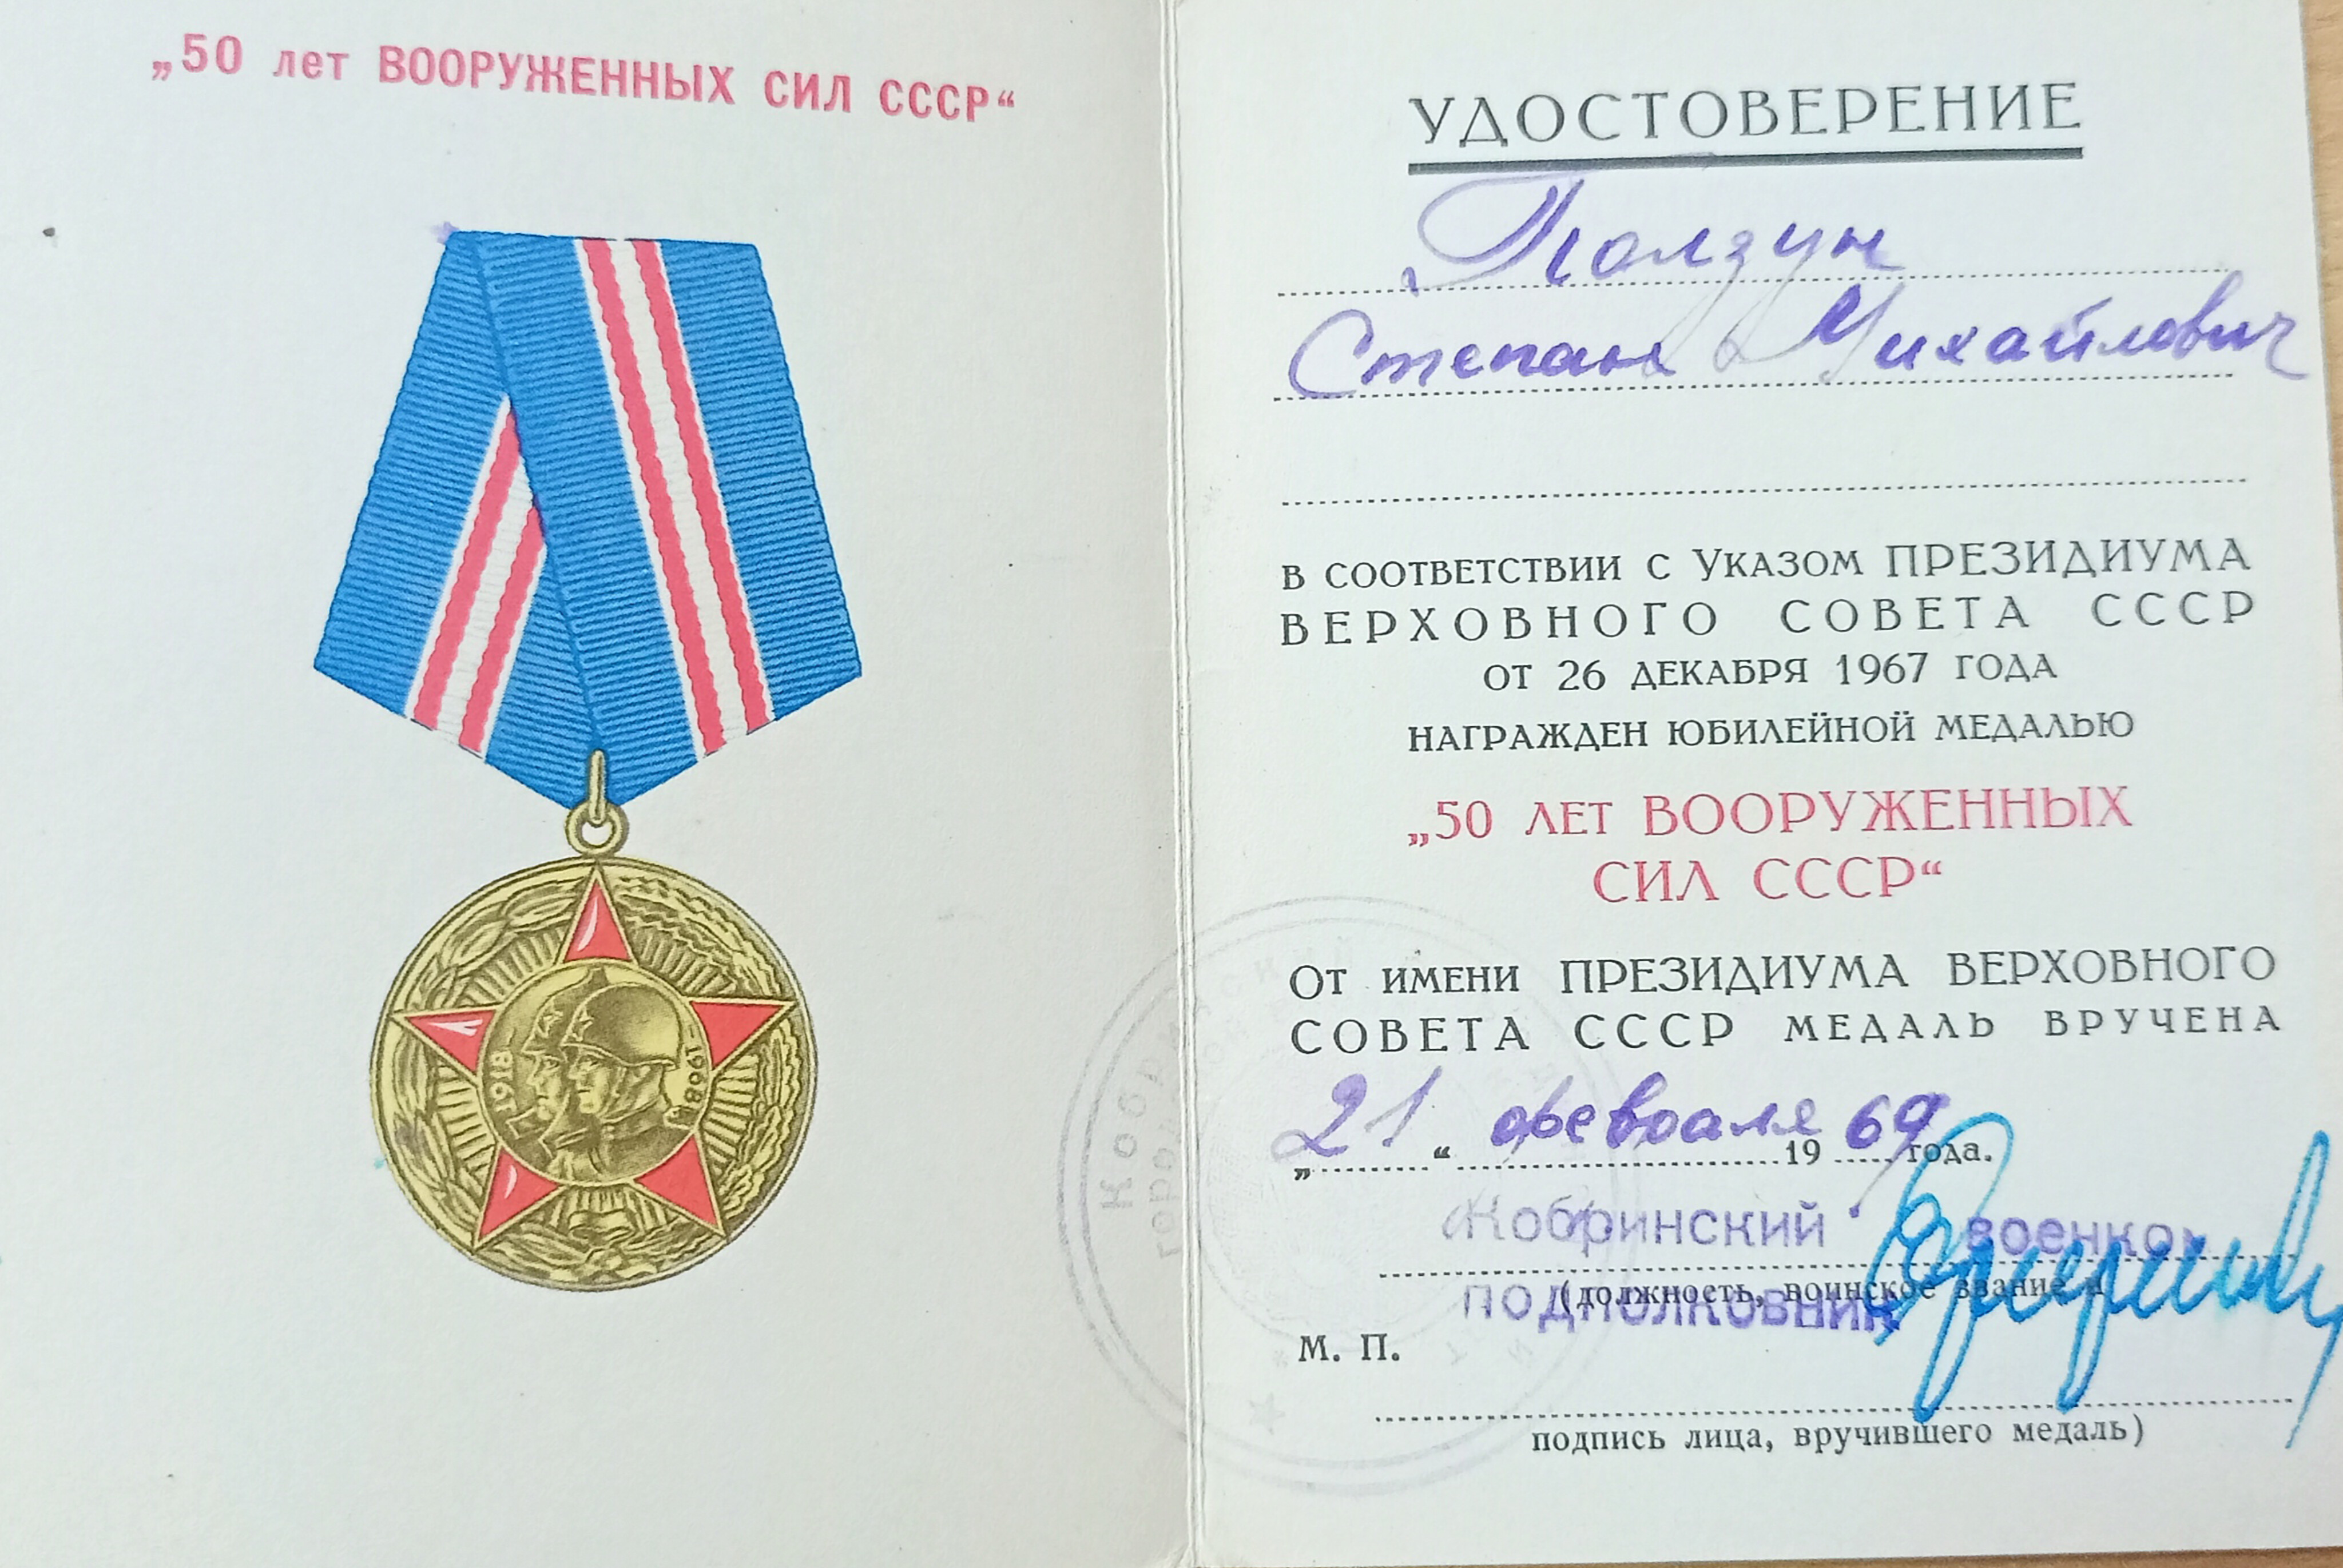 „50 лет ВООРУЖЕННЫХ СИЛ СССР“
1918
-1968
УДОСТОВЕРЕНИЕ
Ползун
Степан Михайлович
в соответствии с Указом ПРЕЗИДИУМА
ВЕРХОВНОГО СОВЕТА СССР
от 26 декабря 1967 года
награжден юбилейной медалью
„50 лет ВООРУЖЕННЫХ
СИЛ СССР“
От имени ПРЕЗИДИУМА ВЕРХОВНОГО
СОВЕТА СССР медаль вручена
„21“ февраля 1969 года.
Кобринский военком
(должность, воинское звание и
подполковник
М. П.
подпись лица, вручившего медаль)